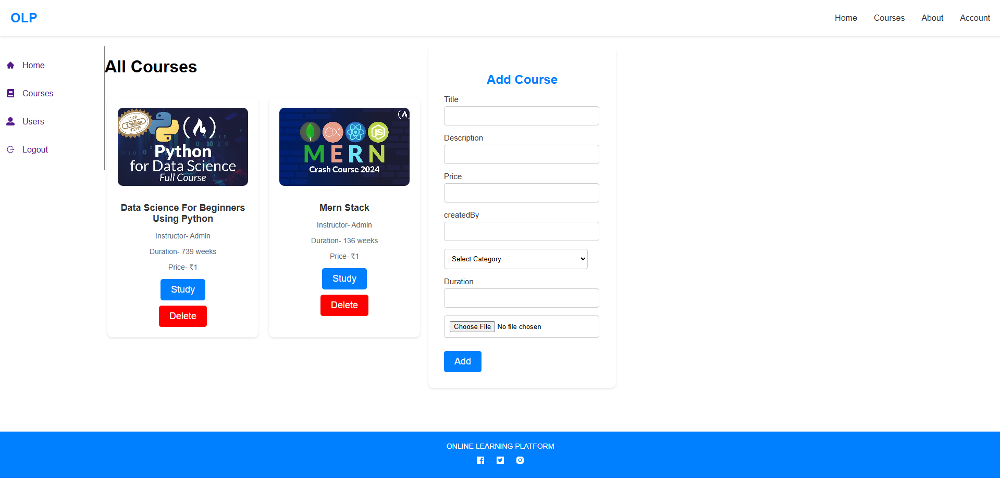 OLP
Home
Courses
About
Account
Home
Courses
Users
Logout
All Courses
OVER
1 Million
VIEWS
Python
for Data Science
Full Course
Data Science For Beginners
Using Python
Instructor- Admin
Duration- 739 weeks
Price- ₹1
Study
Delete
ex
JS
MERN
Crash Course 2024
Mern Stack
Instructor- Admin
Duration- 136 weeks
Price- ₹1
Study
Delete
Add Course
Title
Description
Price
createdBy
Select Category
Duration
Choose File No file chosen
Add
ONLINE LEARNING PLATFORM